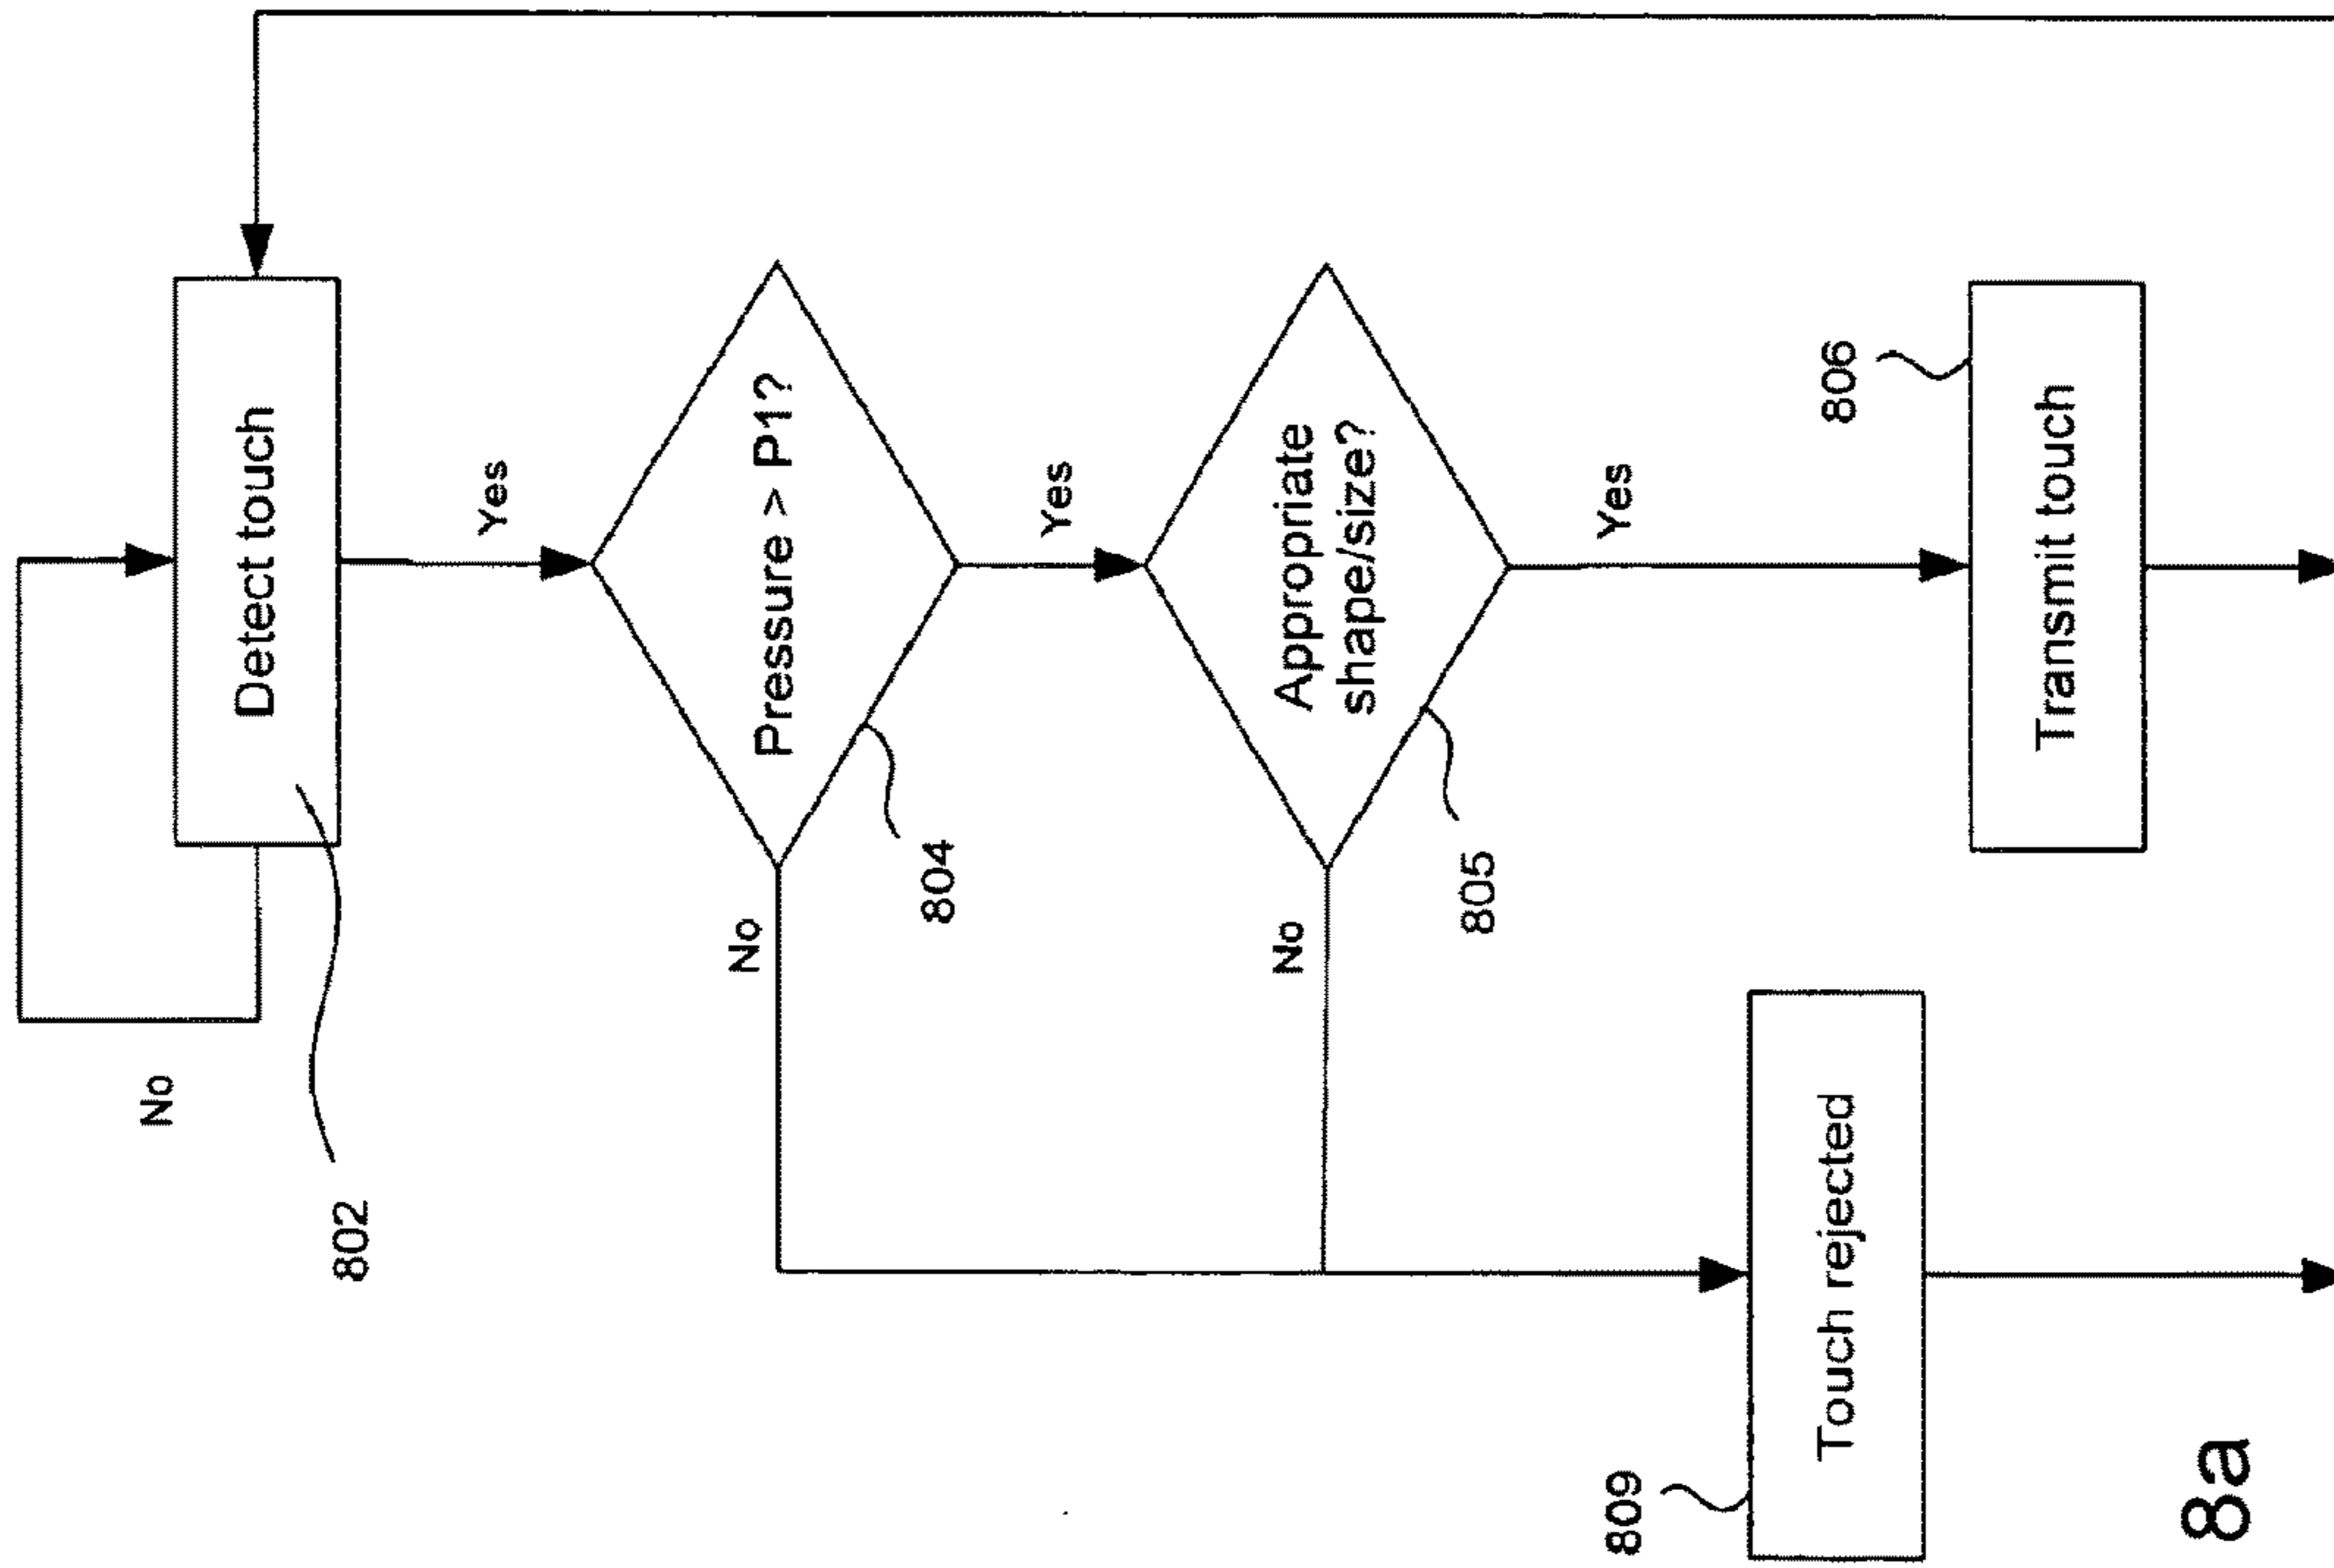 No
Detect touch
802
Yes
Pressure > P1?
No
804
Yes
Appropriate
shape/size?
No
805
Yes
806
Transmit touch
809
Touch rejected
8a